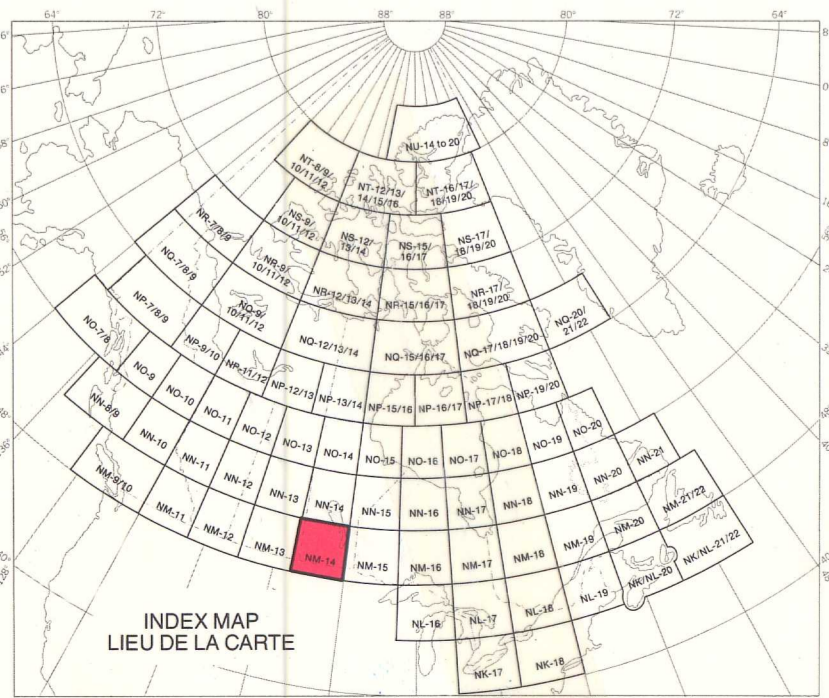 64° 72° 80° 88° 88° 80° 72° 64°
NU-14 to 20
NT-8/9/
10/11/12
NT-12/13/
14/15/16
NT-16/17/
18/19/20
NR-7/8/9
NS-9/
10/11/12
NS-12/
13/14
NS-15/
16/17
NS-17/
18/19/20
NQ-7/8/9
NR-9/
10/11/12
NR-12/13/14
NR-15/16/17
NR-17/
18/19/20
NO-7/8
NP-7/8/9
NQ-9/
10/11/12
NQ-12/13/14
NQ-15/16/17
NQ-17/18/19/20
NQ-20/
21/22
NP-9/10
NP-11/12
NP-12/13
NP-13/14
NP-15/16
NP-16/17
NP-17/18
NP-19/20
NO-9
NO-10
NO-11
NO-12
NO-13
NO-14
NO-15
NO-16
NO-17
NO-18
NO-19
NO-20
NN-8/9
NN-10
NN-11
NN-12
NN-13
NN-14
NN-15
NN-16
NN-17
NN-18
NN-19
NN-20
NN-21
NM-9/10
NM-11
NM-12
NM-13
NM-14
NM-15
NM-16
NM-17
NM-18
NM-19
NM-20
NM-21/22
NL-16
NL-17
NL-18
NL-19
NK/NL-20
NK/NL-21/22
NK-17
NK-18
INDEX MAP
LIEU DE LA CARTE